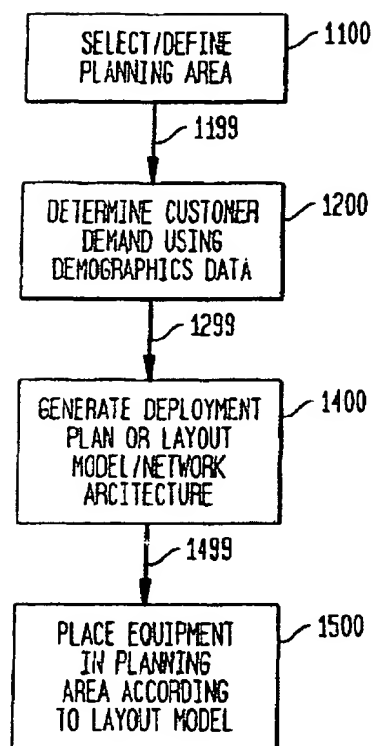 SELECT/DEFINE
PLANNING AREA
1100
1199
DETERMINE CUSTOMER
DEMAND USING
DEMOGRAPHICS DATA
1200
1299
GENERATE DEPLOYMENT
PLAN OR LAYOUT
MODEL/NETWORK
ARCITECTURE
1400
1499
PLACE EQUIPMENT
IN PLANNING
AREA ACCORDING
TO LAYOUT MODEL
1500